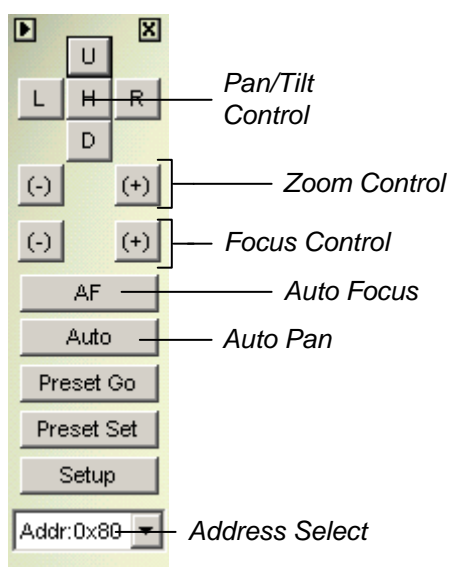 U
L H R
Pan/Tilt
Control
D
(-) (+) Zoom Control
(-) (+) Focus Control
AF Auto Focus
Auto Auto Pan
Preset Go
Preset Set
Setup
Addr:0x80 Address Select